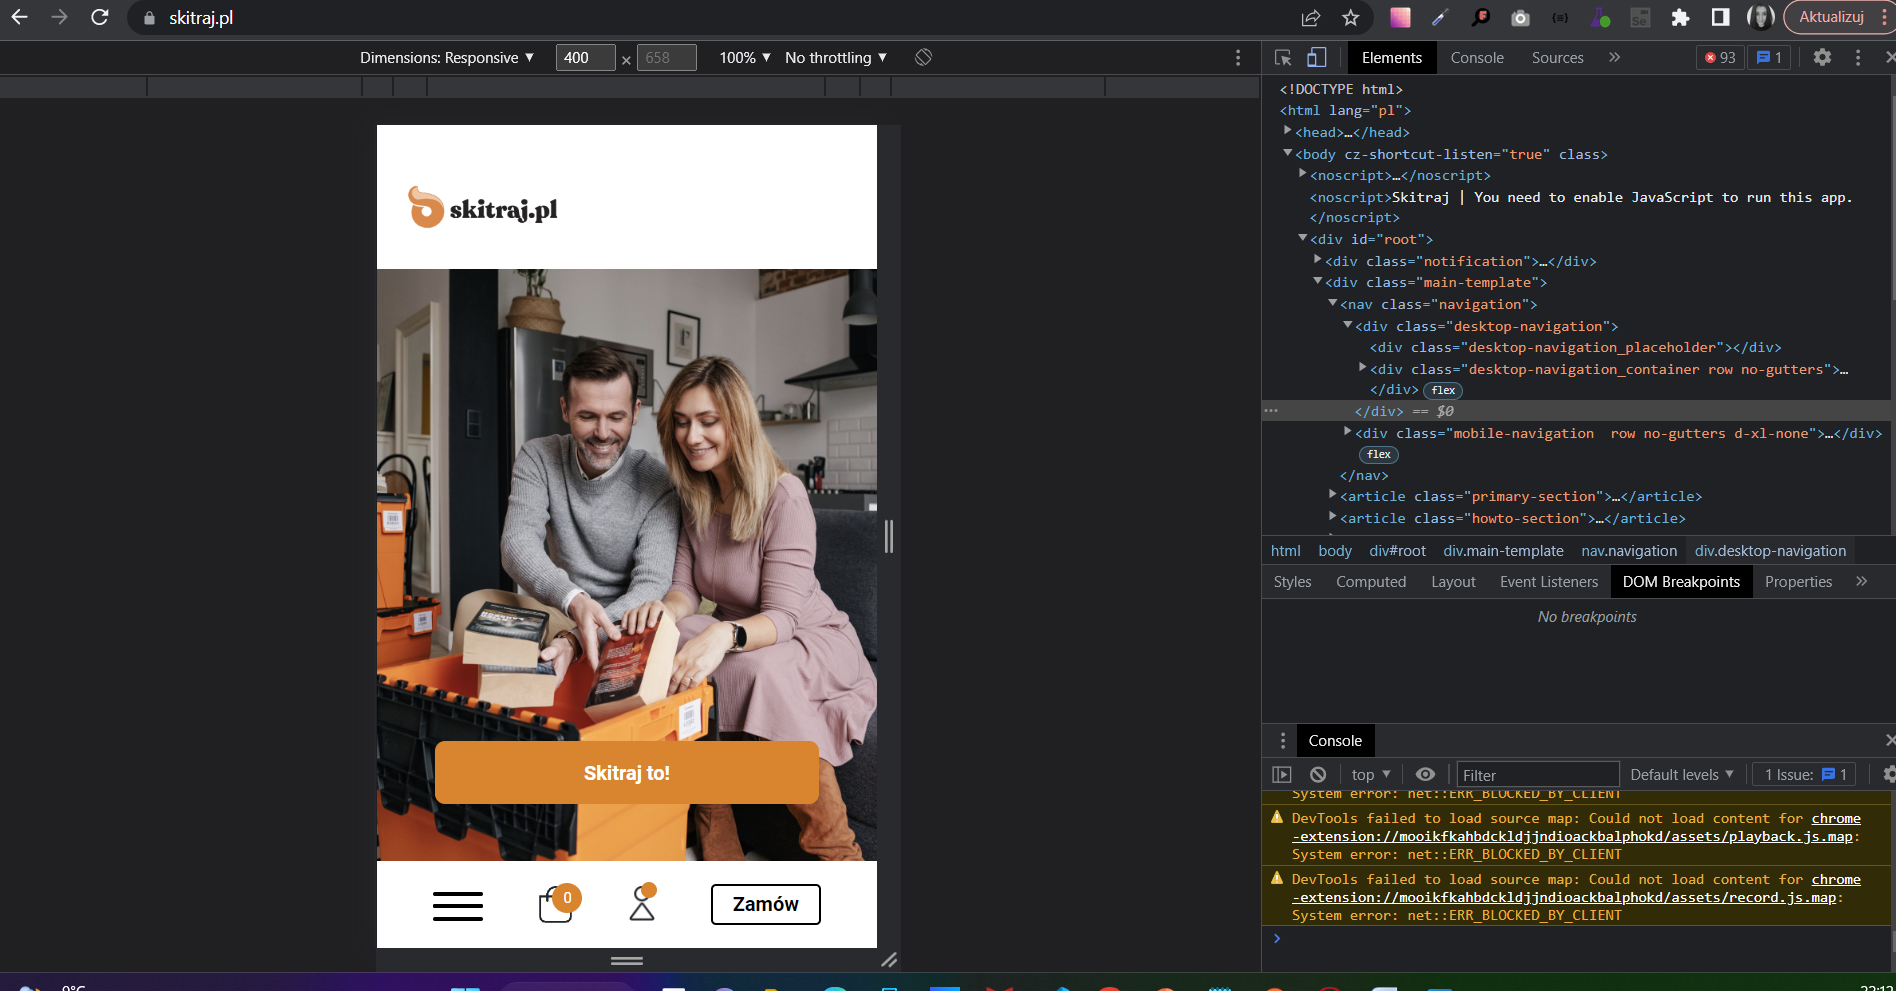 skitraj.pl
Aktualizuj
Dimensions: Responsive
400
×
658
100%
No throttling
Elements
Console
Sources
93
1
<!DOCTYPE html>
<html lang="pl">
<head>…</head>
<body cz-shortcut-listen="true" class>
<noscript>…</noscript>
<noscript>Skitraj | You need to enable JavaScript to run this app.
</noscript>
<div id="root">
<div class="notification">…</div>
<div class="main-template">
<nav class="navigation">
<div class="desktop-navigation">
<div class="desktop-navigation_placeholder"></div>
<div class="desktop-navigation_container row no-gutters">…
</div> flex
</div> == $0
<div class="mobile-navigation  row no-gutters d-xl-none">…</div>
flex
</nav>
<article class="primary-section">…</article>
<article class="howto-section">…</article>
html body div#root div.main-template nav.navigation div.desktop-navigation
Styles Computed Layout Event Listeners DOM Breakpoints Properties
No breakpoints
Console
top
Filter
Default levels
1 Issue: 1
System error: net::ERR_BLOCKED_BY_CLIENT
DevTools failed to load source map: Could not load content for chrome
-extension://mooikfkahbdckldjjndioackbalphokd/assets/playback.js.map:
System error: net::ERR_BLOCKED_BY_CLIENT
DevTools failed to load source map: Could not load content for chrome
-extension://mooikfkahbdckldjjndioackbalphokd/assets/record.js.map:
System error: net::ERR_BLOCKED_BY_CLIENT
skitraj.pl
Skitraj to!
0
Zamów